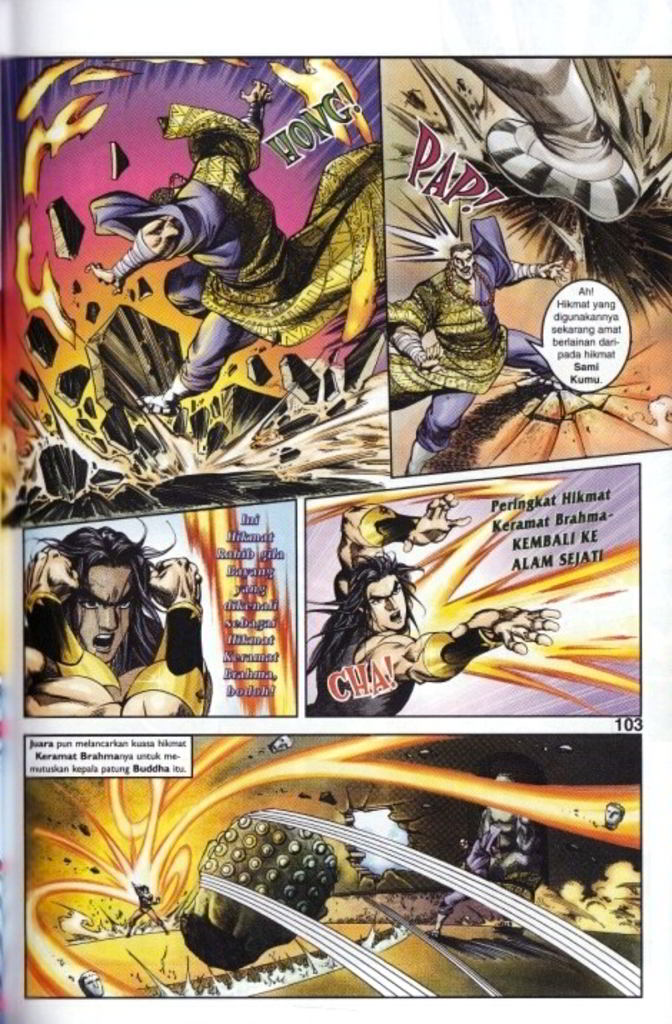 HONG!
PAP!
Ah!
Hikmat yang
digunakannya
sekarang amat
berlainan dari-
pada hikmat
Sami
Kumu.
Ini
Hikmat
Rahib gila
Bayang
yang
dikenali
sebagai
Hikmat
Keramat
Brahma,
bodoh!
Peringkat Hikmat
Keramat Brahma-
KEMBALI KE
ALAM SEJATI
CHA!
103
Juara pun melancarkan kuasa hikmat
Keramat Brahmanya untuk me-
mutuskan kepala patung Buddha itu.